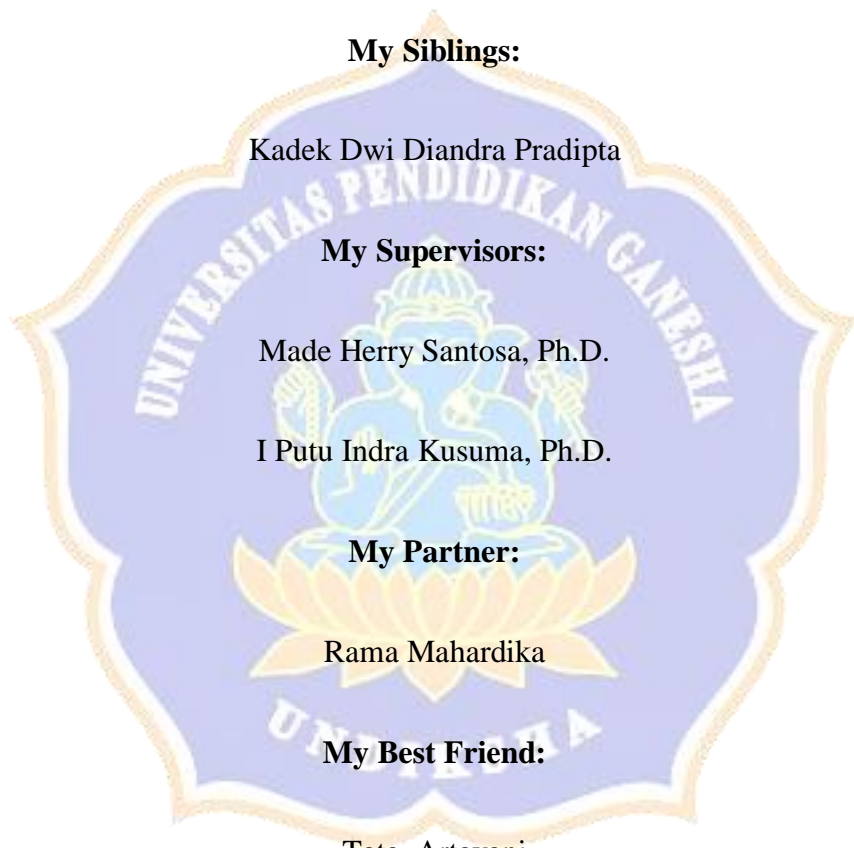 My Siblings:
Kadek Dwi Diandra Pradipta
UNIVERSITAS PENDIDIKAN GANESHA
My Supervisors:
Made Herry Santosa, Ph.D.
I Putu Indra Kusuma, Ph.D.
My Partner:
Rama Mahardika
UNDIKSHA
My Best Friend: